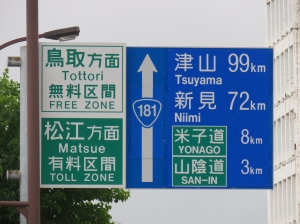 鳥取方面
Tottori
無料区間
FREE ZONE
松江方面
Matsue
有料区間
TOLL ZONE
181
津山 99km
Tsuyama
新見 72km
Niimi
米子道 8km
YONAGO
山陰道 3km
SAN-IN